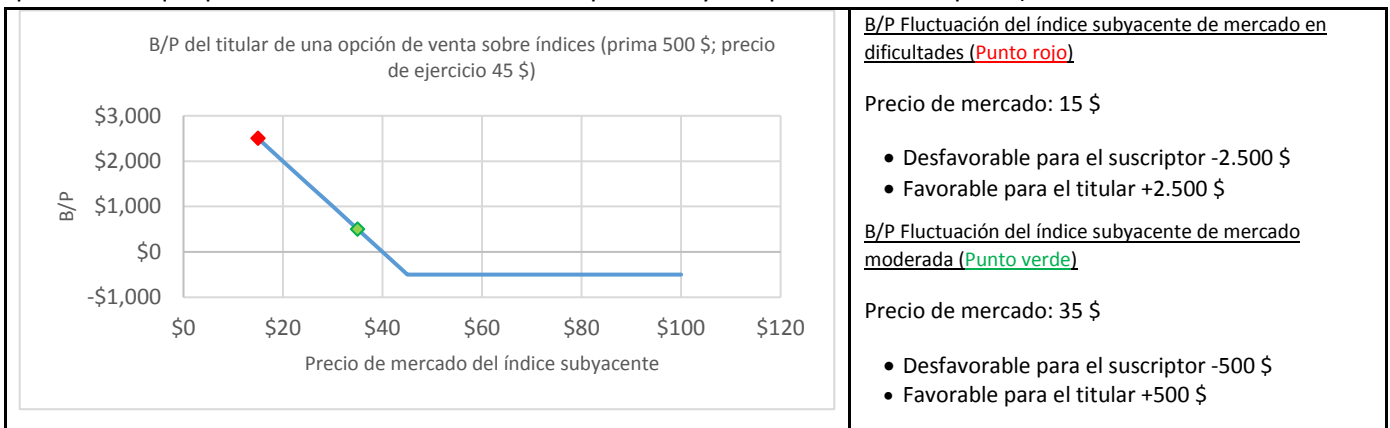 B/P del titular de una opción de venta sobre índices (prima 500 $; precio
de ejercicio 45 $)
$3,000
$2,000
$1,000
$0
-$1,000
B/P
$0 $20 $40 $60 $80 $100 $120
Precio de mercado del índice subyacente
B/P Fluctuación del índice subyacente de mercado en
dificultades (Punto rojo)
Precio de mercado: 15 $
• Desfavorable para el suscriptor -2.500 $
• Favorable para el titular +2.500 $
B/P Fluctuación del índice subyacente de mercado
moderada (Punto verde)
Precio de mercado: 35 $
• Desfavorable para el suscriptor -500 $
• Favorable para el titular +500 $